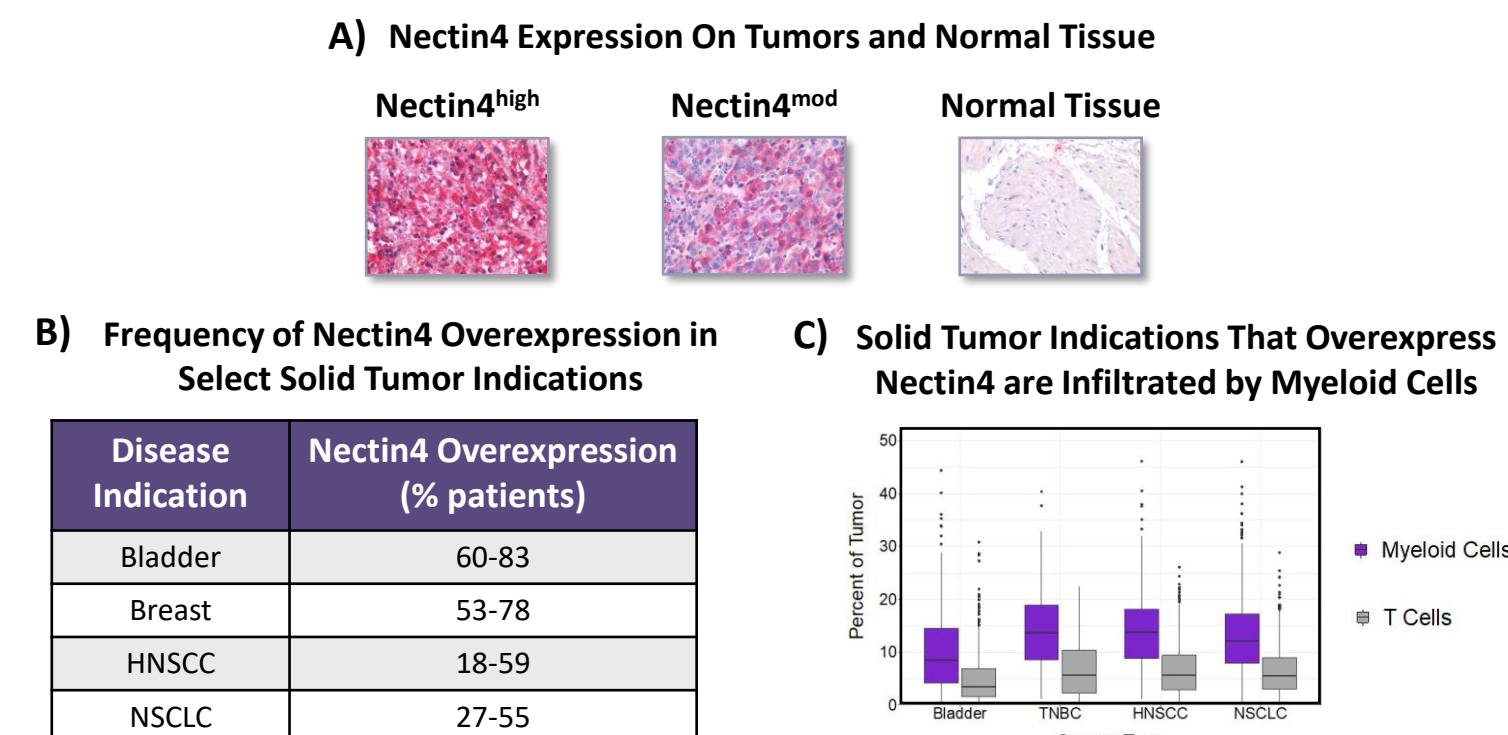 A) Nectin4 Expression On Tumors and Normal Tissue
Nectin4high
Nectin4mod
Normal Tissue
B) Frequency of Nectin4 Overexpression in
Select Solid Tumor Indications
Disease Indication
Nectin4 Overexpression (% patients)
Bladder 60-83
Breast 53-78
HNSCC 18-59
NSCLC 27-55
C) Solid Tumor Indications That Overexpress
Nectin4 are Infiltrated by Myeloid Cells
Percent of Tumor
50
40
30
20
10
0
Bladder TNBC HNSCC NSCLC
Myeloid Cells
T Cells